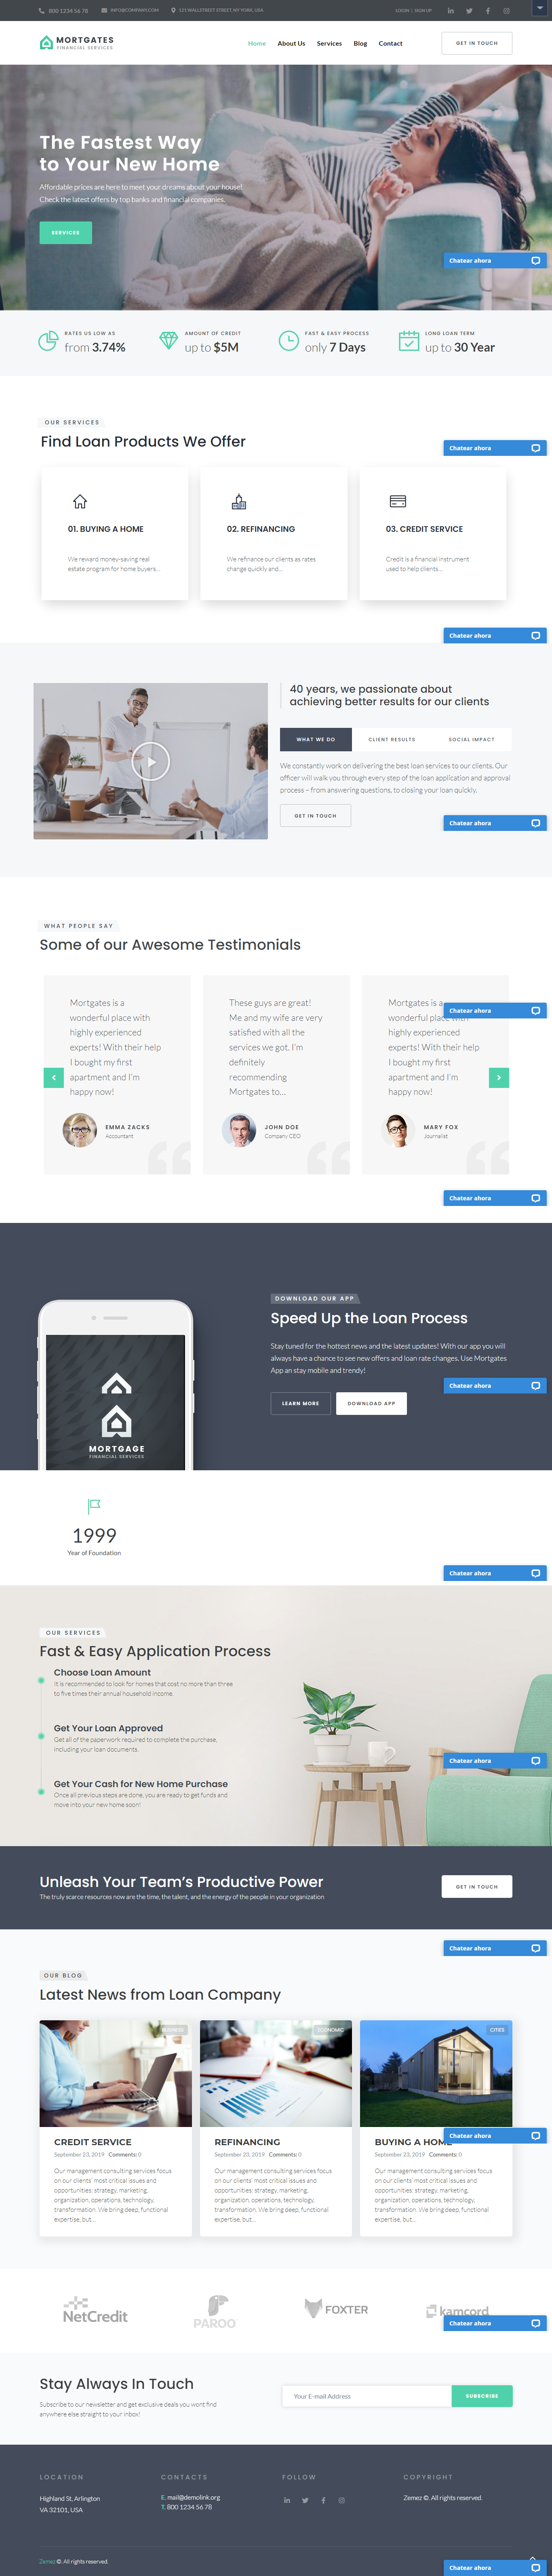 800 1234 56 78
INFO@COMPANY.COM
115 WALLSTREET STREET, NY YORK, USA
LOGIN | SIGN UP
MORTGATES
FINANCIAL SERVICES
Home
About Us
Services
Blog
Contact
GET IN TOUCH
The Fastest Way
to Your New Home
Affordable prices are here to meet your dreams about your house!
Check the latest offers by top banks and financial companies.
SERVICES
Chatear ahora
RATES US LOW AS
from 3.74%
AMOUNT OF CREDIT
up to $5M
FAST & EASY PROCESS
only 7 Days
LONG LOAN TERM
up to 30 Year
OUR SERVICES
Find Loan Products We Offer
Chatear ahora
01. BUYING A HOME
We reward money-saving real
estate program for home buyers...
02. REFINANCING
We refinance our clients as rates
change quickly and...
03. CREDIT SERVICE
Credit is a financial instrument
used to help clients...
Chatear ahora
40 years, we passionate about
achieving better results for our clients
WHAT WE DO
CLIENT RESULTS
SOCIAL IMPACT
We constantly work on delivering the best loan services to our clients. Our
officer will walk you through every step of the loan application and approval
process – from answering questions, to closing your loan quickly.
GET IN TOUCH
Chatear ahora
WHAT PEOPLE SAY
Some of our Awesome Testimonials
Mortgates is a
wonderful place with
highly experienced
experts! With their help
I bought my first
apartment and I'm
happy now!
EMMA ZACKS
Accountant
These guys are great!
Me and my wife are very
satisfied with all the
services we got. I'm
definitely
recommending
Mortgates to...
JOHN DOE
Company CEO
Mortgates is a
wonderful place with
highly experienced
experts! With their help
I bought my first
apartment and I'm
happy now!
MARY FOX
Journalist
Chatear ahora
Chatear ahora
DOWNLOAD OUR APP
Speed Up the Loan Process
Stay tuned for the hottest news and the latest updates! With our app you will
always have a chance to see new offers and loan rate changes. Use Mortgates
App an stay mobile and trendy!
Chatear ahora
LEARN MORE
DOWNLOAD APP
MORTGAGE
FINANCIAL SERVICES
1999
Year of Foundation
Chatear ahora
OUR SERVICES
Fast & Easy Application Process
Choose Loan Amount
It is recommended to look for homes that cost no more than three
to five times their annual household income.
Get Your Loan Approved
Get all of the paperwork required to complete the purchase,
including your loan documents.
Chatear ahora
Get Your Cash for New Home Purchase
Once all previous steps are done, you are ready to get funds and
move into your new home soon!
Unleash Your Team's Productive Power
The truly scarce resources now are the time, the talent, and the energy of the people in your organization
GET IN TOUCH
Chatear ahora
OUR BLOG
Latest News from Loan Company
BUSINESS
CREDIT SERVICE
September 23, 2019 Comments: 0
Our management consulting services focus
on our clients' most critical issues and
opportunities: strategy, marketing,
organization, operations, technology,
transformation. We bring deep, functional
expertise, but...
ECONOMIC
REFINANCING
September 23, 2019 Comments: 0
Our management consulting services focus
on our clients' most critical issues and
opportunities: strategy, marketing,
organization, operations, technology,
transformation. We bring deep, functional
expertise, but...
CITIES
BUYING A HOME
September 23, 2019 Comments: 0
Our management consulting services focus
on our clients' most critical issues and
opportunities: strategy, marketing,
organization, operations, technology,
transformation. We bring deep, functional
expertise, but...
Chatear ahora
NetCredit
PAROO
FOXTER
kamcord
Chatear ahora
Stay Always In Touch
Subscribe to our newsletter and get exclusive deals you wont find
anywhere else straight to your inbox!
Your E-mail Address
SUBSCRIBE
LOCATION
Highland St, Arlington
VA 32101, USA
CONTACTS
E. mail@demolink.org
T. 800 1234 56 78
FOLLOW
COPYRIGHT
Zemez ©. All rights reserved.
Zemez ©. All rights reserved.
Chatear ahora